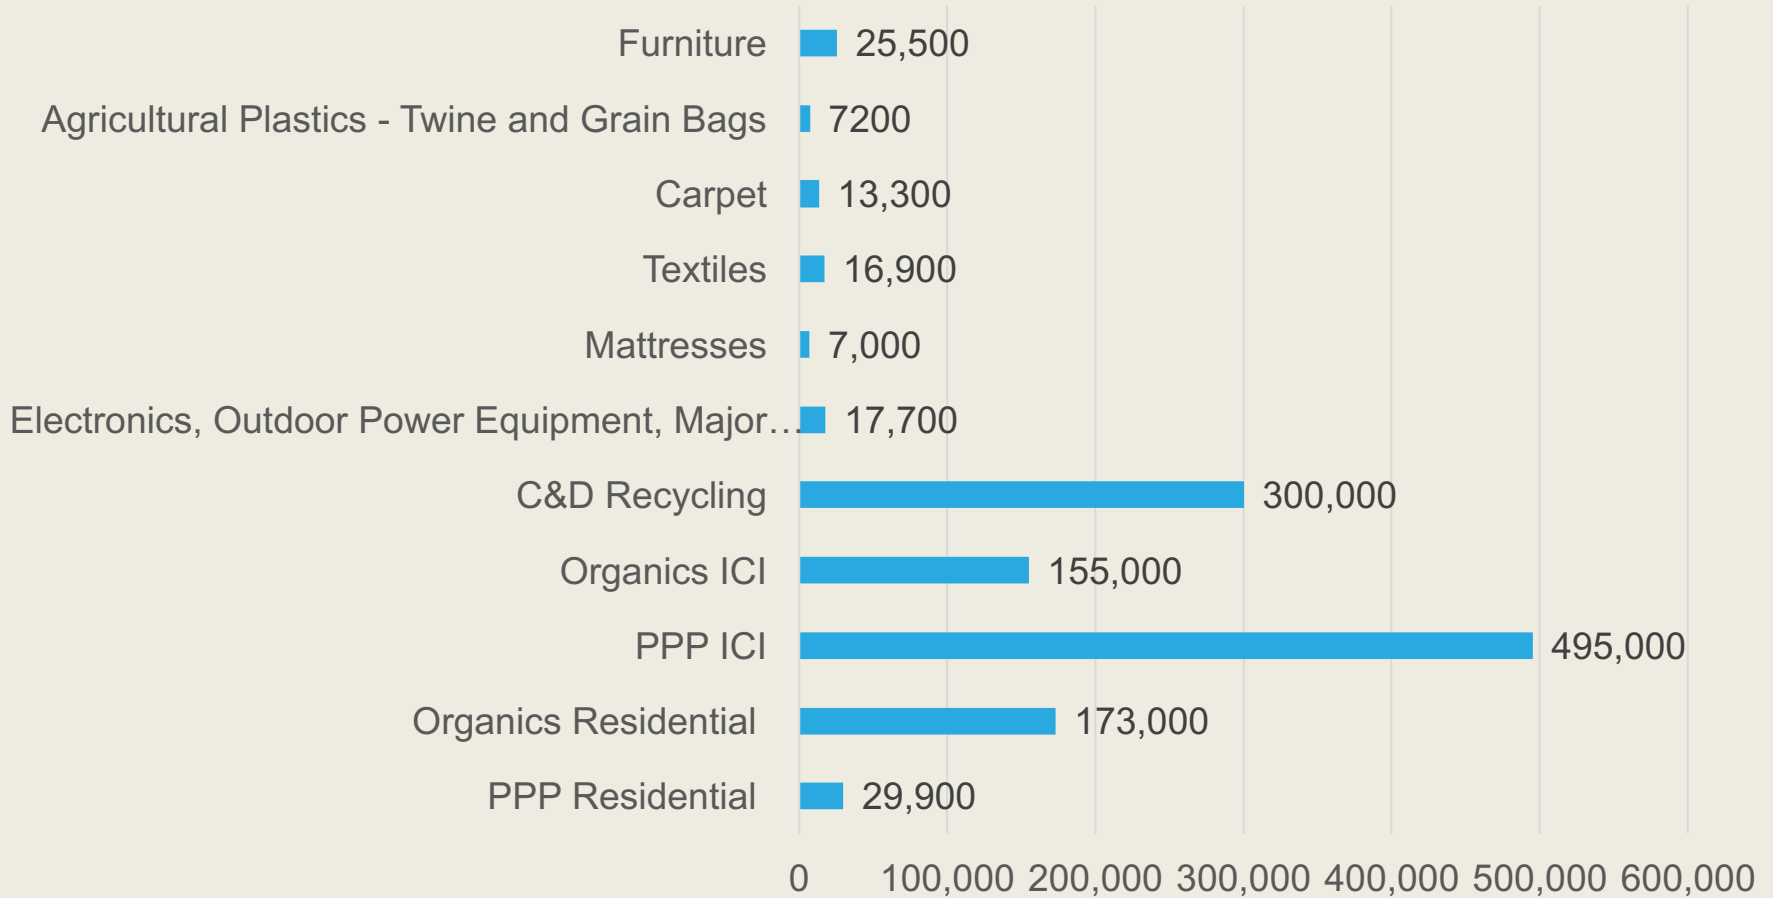 Furniture 25,500
Agricultural Plastics - Twine and Grain Bags 7200
Carpet 13,300
Textiles 16,900
Mattresses 7,000
Electronics, Outdoor Power Equipment, Major… 17,700
C&D Recycling 300,000
Organics ICI 155,000
PPP ICI 495,000
Organics Residential 173,000
PPP Residential 29,900
0 100,000 200,000 300,000 400,000 500,000 600,000